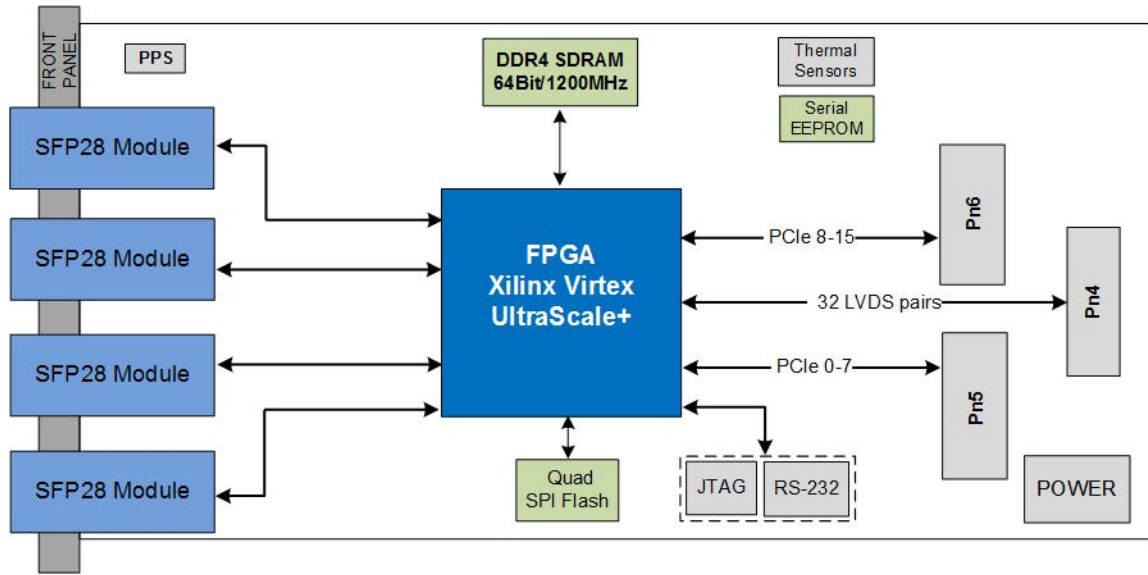 FRONT
PANEL
PPS
DDR4 SDRAM
64Bit/1200MHz
Thermal
Sensors
Serial
EEPROM
SFP28 Module
SFP28 Module
SFP28 Module
SFP28 Module
FPGA
Xilinx Virtex
UltraScale+
PCIe 8-15
Pn6
32 LVDS pairs
Pn4
PCIe 0-7
Pn5
Quad
SPI Flash
JTAG
RS-232
POWER